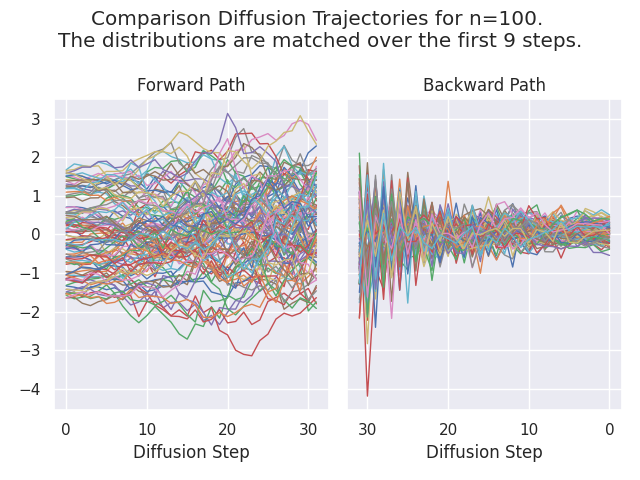 Comparison Diffusion Trajectories for n=100.
The distributions are matched over the first 9 steps.
Forward Path
Backward Path
3
2
1
0
−1
−2
−3
−4
0 10 20 30
30 20 10 0
Diffusion Step
Diffusion Step